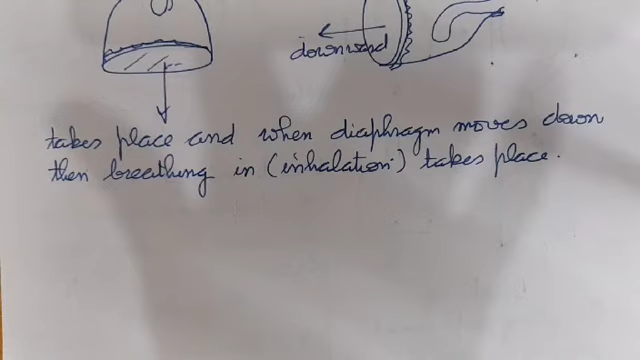 downward
takes place and when diaphragm moves down
then breathing in (inhalation) takes place.